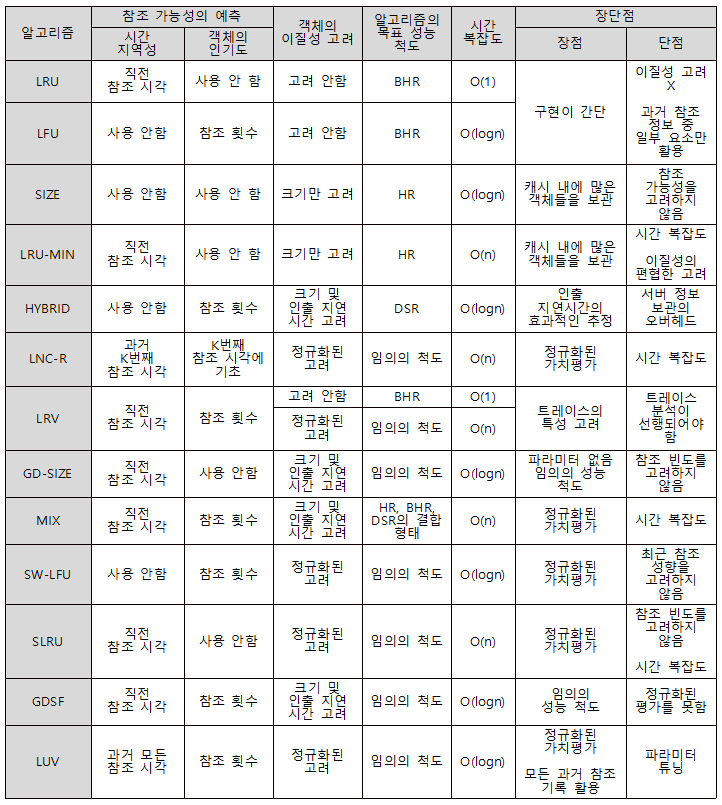 알고리즘
참조 가능성의 예측
객체의
이질성 고려
알고리즘의
목표 성능
척도
시간
복잡도
장단점
시간
지역성
객체의
인기도
장점
단점
LRU
직전
참조 시각
사용 안 함
고려 안함
BHR
O(1)
구현이 간단
이질성 고려
X
과거 참조
정보 중
일부 요소만
활용
LFU
사용 안함
참조 횟수
고려 안함
BHR
O(logn)
SIZE
사용 안함
사용 안 함
크기만 고려
HR
O(logn)
캐시 내에 많은
객체들을 보관
참조
가능성을
고려하지
않음
LRU-MIN
직전
참조 시각
사용 안 함
크기만 고려
HR
O(n)
캐시 내에 많은
객체들을 보관
시간 복잡도
이질성의
편협한 고려
HYBRID
사용 안함
참조 횟수
크기 및
인출 지연
시간 고려
DSR
O(logn)
인출
지연시간의
효과적인 추정
서버 정보
보관의
오버헤드
LNC-R
과거
K번째
참조 시각
K번째
참조 시각에
기초
정규화된
고려
임의의 척도
O(n)
정규화된
가치평가
시간 복잡도
LRV
직전
참조 시각
참조 횟수
고려 안함
BHR
O(1)
정규화된
고려
임의의 척도
O(n)
트레이스의
특성 고려
트레이스
분석이
선행되어야
함
GD-SIZE
직전
참조 시각
사용 안함
크기 및
인출 지연
시간 고려
임의의 척도
O(logn)
파라미터 없음
임의의 성능
척도
참조 빈도를
고려하지
않음
MIX
직전
참조 시각
참조 횟수
크기 및
인출 지연
시간 고려
HR, BHR,
DSR의 결합
형태
O(n)
정규화된
가치평가
시간 복잡도
SW-LFU
사용 안함
참조 횟수
정규화된
고려
임의의 척도
O(logn)
정규화된
가치평가
최근 참조
성향을
고려하지
않음
SLRU
직전
참조 시각
사용 안함
정규화된
고려
임의의 척도
O(n)
정규화된
가치평가
참조 빈도를
고려하지
않음
시간 복잡도
GDSF
직전
참조 시각
참조 횟수
크기 및
인출 지연
시간 고려
임의의 척도
O(logn)
임의의
성능 척도
정규화된
평가를 못함
LUV
과거 모든
참조 시각
참조 횟수
정규화된
고려
임의의 척도
O(logn)
정규화된
가치평가
모든 과거 참조
기록 활용
파라미터
튜닝